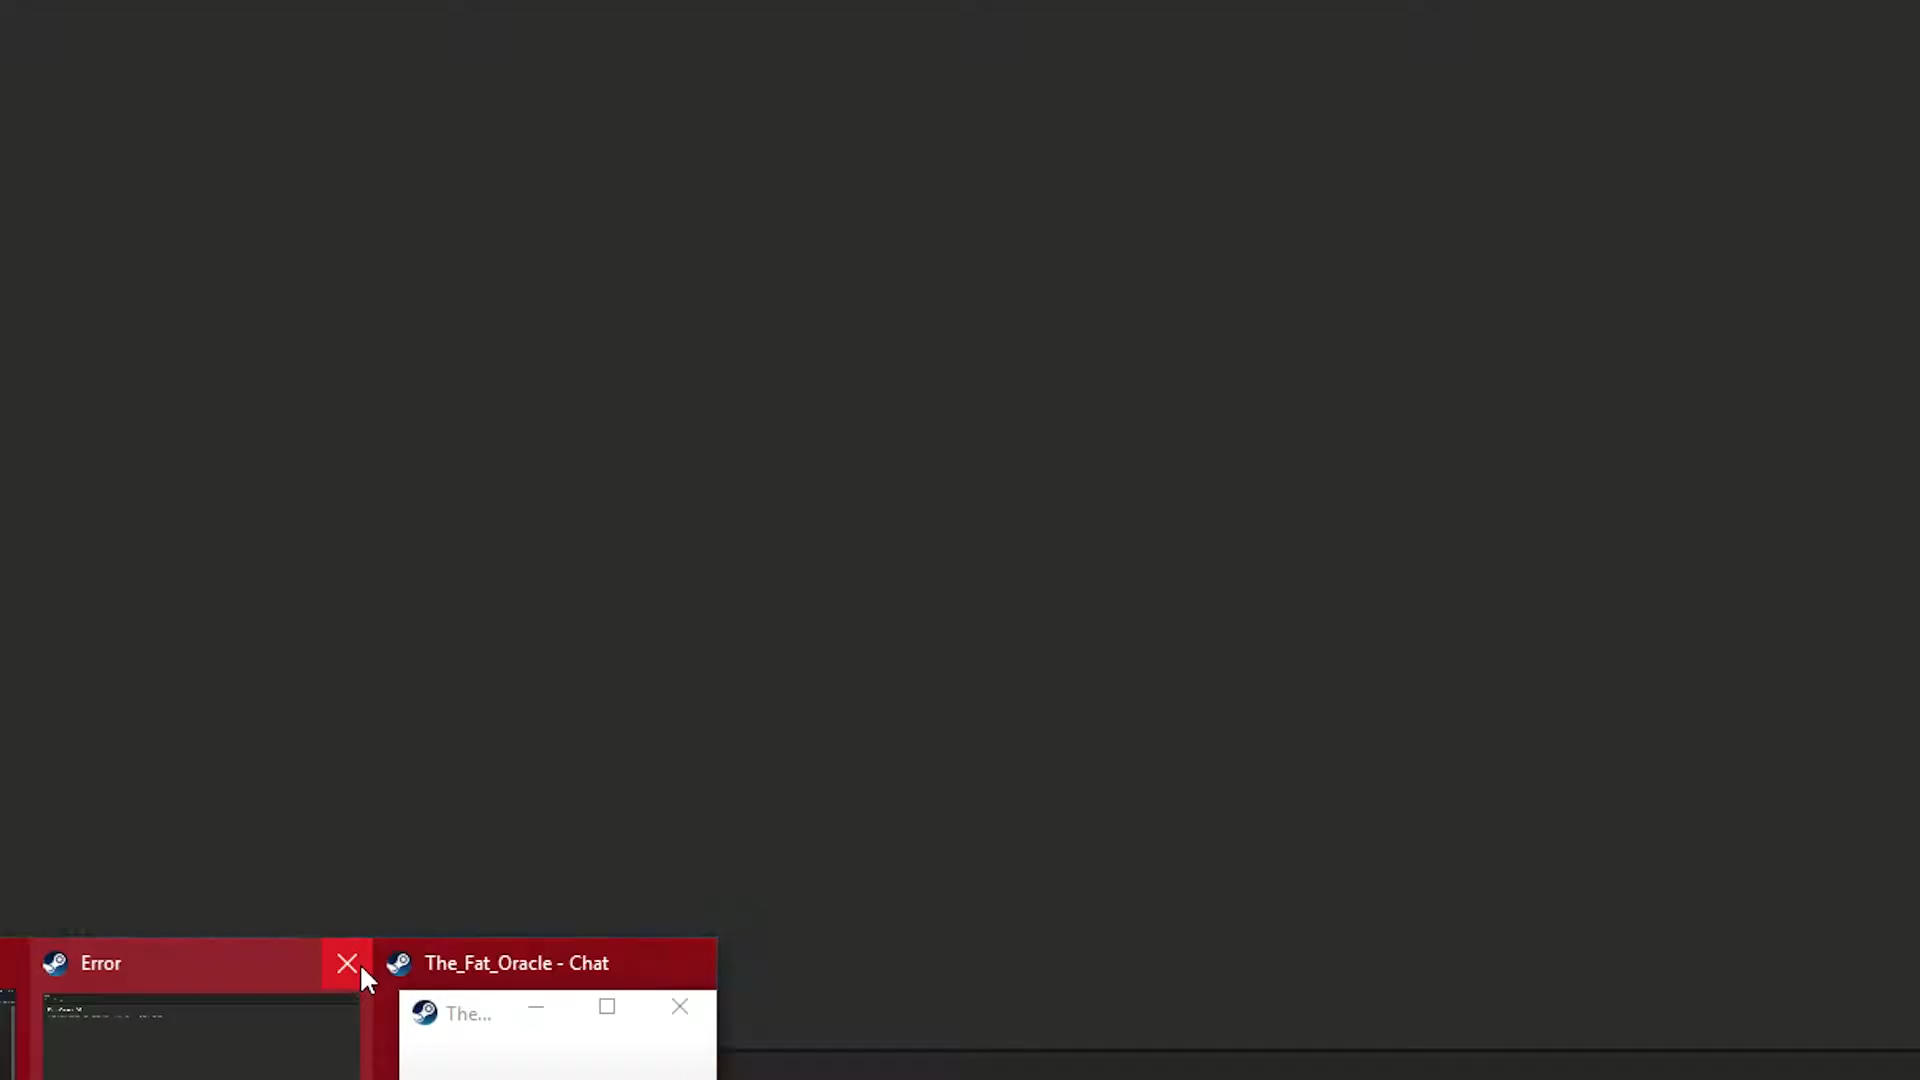 Error
The_Fat_Oracle - Chat
The...